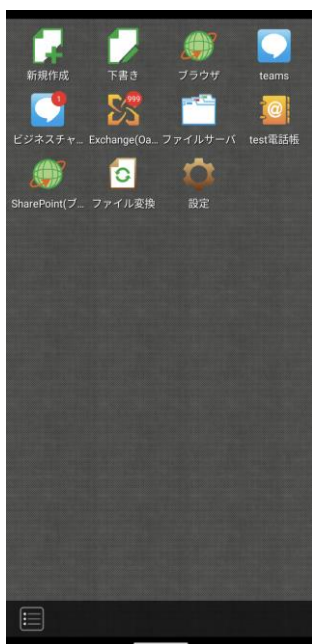 新規作成
下書き
ブラウザ
teams
1
999
ビジネスチャ...
Exchange(Oa...
ファイルサーバ
test電話帳
SharePoint(ブ...
ファイル変換
設定